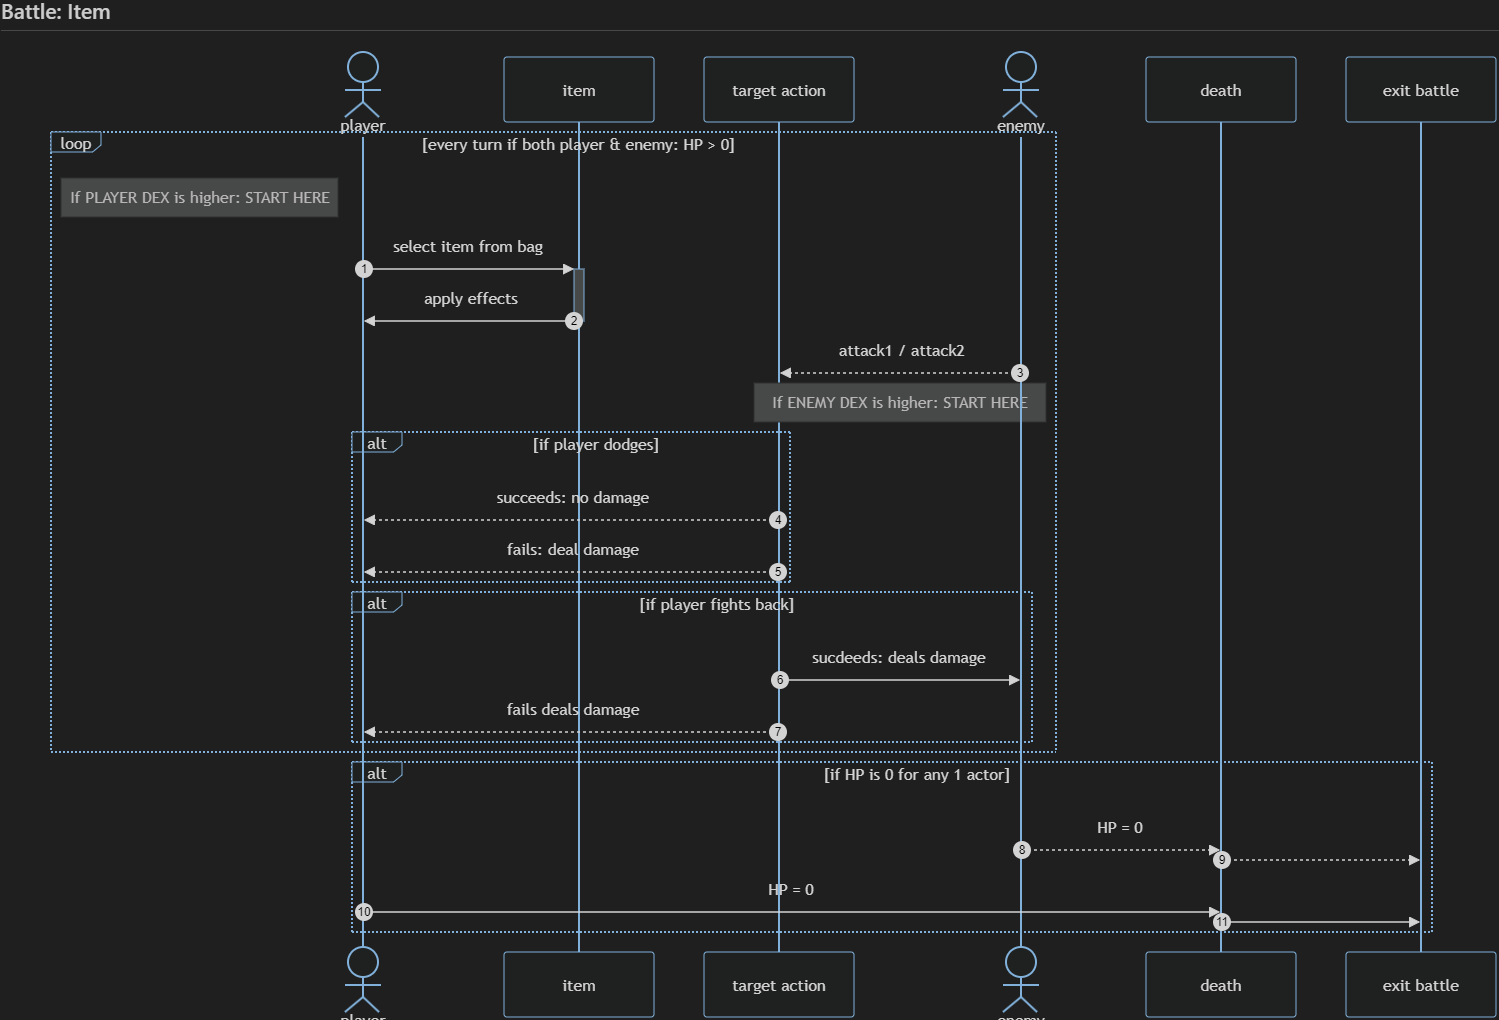 Battle: Item
player
item
target action
enemy
death
exit battle
loop
[every turn if both player & enemy: HP > 0]
If PLAYER DEX is higher: START HERE
select item from bag
1
apply effects
2
attack1 / attack2
3
If ENEMY DEX is higher: START HERE
alt
[if player dodges]
succeeds: no damage
4
fails: deal damage
5
alt
[if player fights back]
sucdeeds: deals damage
6
fails deals damage
7
alt
[if HP is 0 for any 1 actor]
HP = 0
8
9
HP = 0
10
11
item
target action
death
exit battle
player
enemy